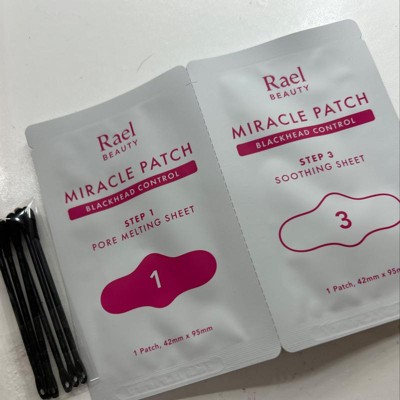 Rael
BEAUTY
MIRACLE PATCH
BLACKHEAD CONTROL
STEP 1
PORE MELTING SHEET
1
1 Patch, 42mm x 95mm
Rael
BEAUTY
MIRACLE PATCH
BLACKHEAD CONTROL
STEP 3
SOOTHING SHEET
3
1 Patch, 42mm x 95mm